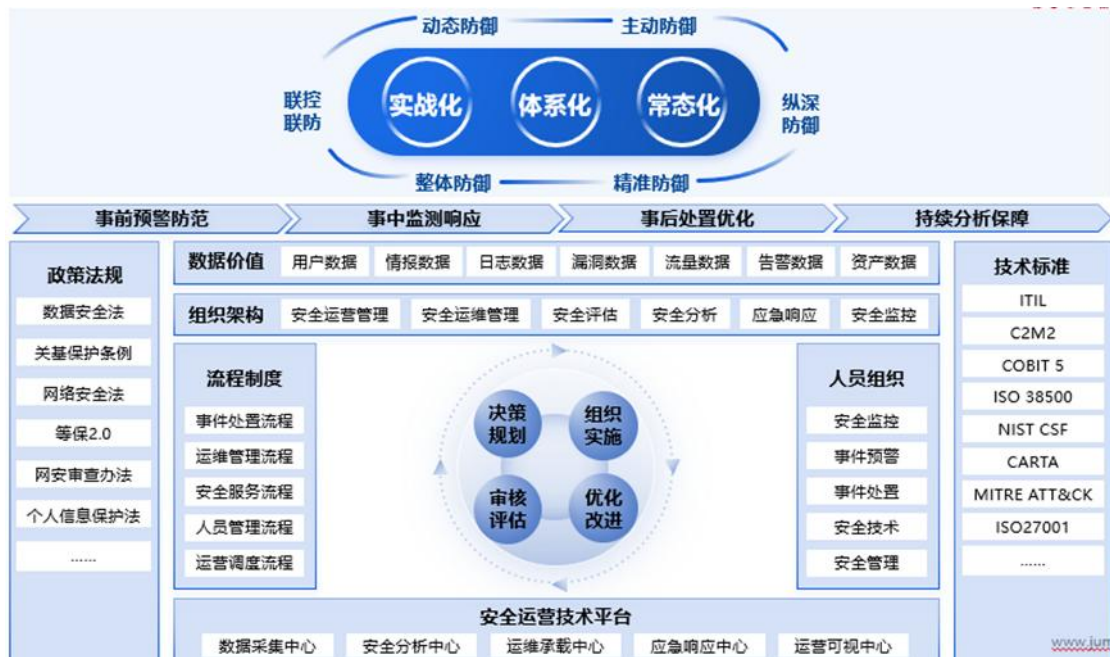 动态防御
主动防御
联控
联防
实战化
体系化
常态化
纵深
防御
整体防御
精准防御
事前预警防范
事中监测响应
事后处置优化
持续分析保障
政策法规
数据安全法
关基保护条例
网络安全法
等保2.0
网安审查办法
个人信息保护法
......
数据价值 用户数据 情报数据 日志数据 漏洞数据 流量数据 告警数据 资产数据
组织架构 安全运营管理 安全运维管理 安全评估 安全分析 应急响应 安全监控
流程制度
事件处置流程
运维管理流程
安全服务流程
人员管理流程
运营调度流程
决策
规划
组织
实施
审核
评估
优化
改进
人员组织
安全监控
事件预警
事件处置
安全技术
安全管理
技术标准
ITIL
C2M2
COBIT 5
ISO 38500
NIST CSF
CARTA
MITRE ATT&CK
ISO27001
......
安全运营技术平台
数据采集中心 安全分析中心 运维承载中心 应急响应中心 运营可视中心